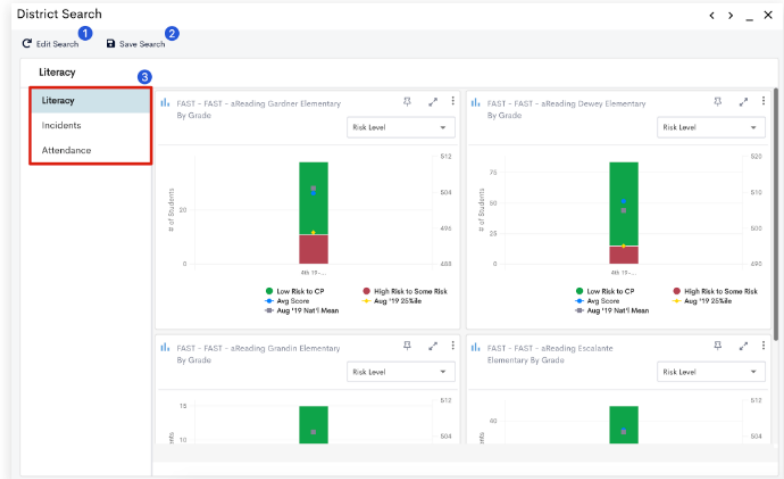 District Search
1
2
Edit Search
Save Search
Literacy
3
Literacy
Incidents
Attendance
FAST - FAST - aReading Gardner Elementary
By Grade
Risk Level
512
504
496
488
# of Students
20
0
Low Risk to CP
High Risk to Some Risk
Avg Score
Aug '19 25%ile
Aug '19 Nat'l Mean
FAST - FAST - aReading Dewey Elementary
By Grade
Risk Level
520
510
500
490
# of Students
75
50
25
0
Low Risk to CP
High Risk to Some Risk
Avg Score
Aug '19 25%ile
Aug '19 Nat'l Mean
FAST - FAST - aReading Grandin Elementary
By Grade
Risk Level
512
504
15
10
FAST - FAST - aReading Escalante
Elementary By Grade
Risk Level
512
504
40